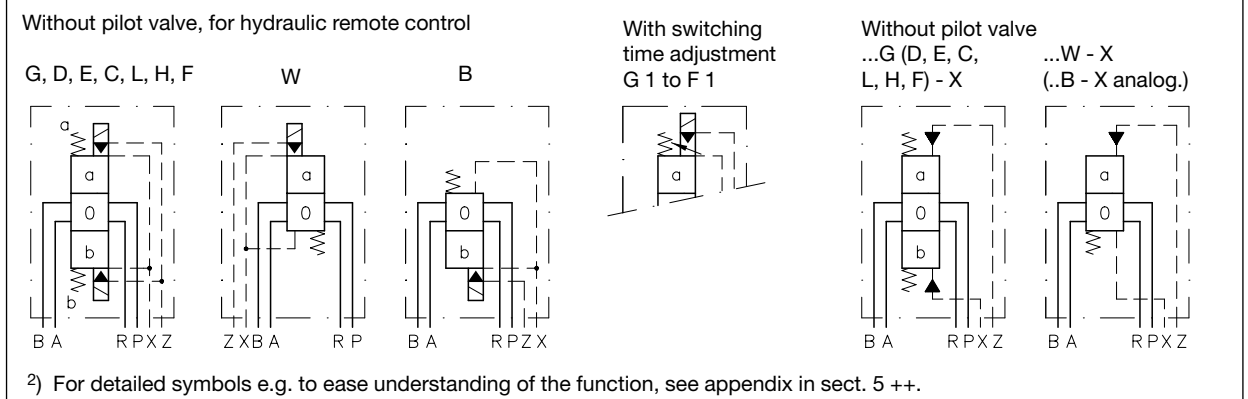 Without pilot valve, for hydraulic remote control
G, D, E, C, L, H, F
W
B
With switching
time adjustment
G 1 to F 1
Without pilot valve
...G (D, E, C,
L, H, F) - X
...W - X
(..B - X analog.)
a
a
0
b
b
B A R P X Z
a
0
Z X B A R P
0
b
B A R P Z X
a
a
0
b
B A R P X Z
a
0
B A R P X Z
2) For detailed symbols e.g. to ease understanding of the function, see appendix in sect. 5 ++.